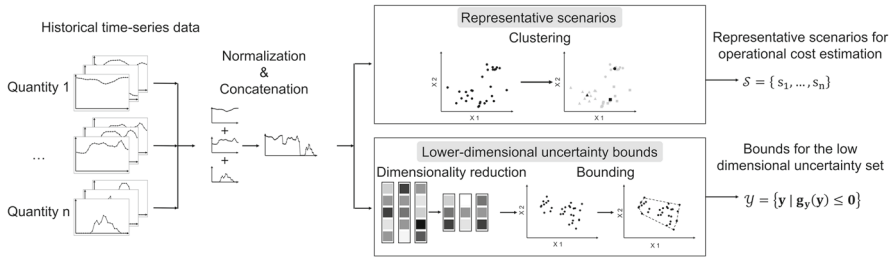 Historical time-series data
Quantity 1
...
Quantity n
Normalization
&
Concatenation
+
+
Representative scenarios
Clustering
X 2
X 1
X 2
X 1
Representative scenarios for
operational cost estimation
𝒮 = { s₁, ..., sₙ}
Lower-dimensional uncertainty bounds
Dimensionality reduction
Bounding
X 2
X 1
X 2
X 1
Bounds for the low
dimensional uncertainty set
𝒴 = {𝐲 | 𝐠ᵧ(𝐲) ≤ 𝟎}